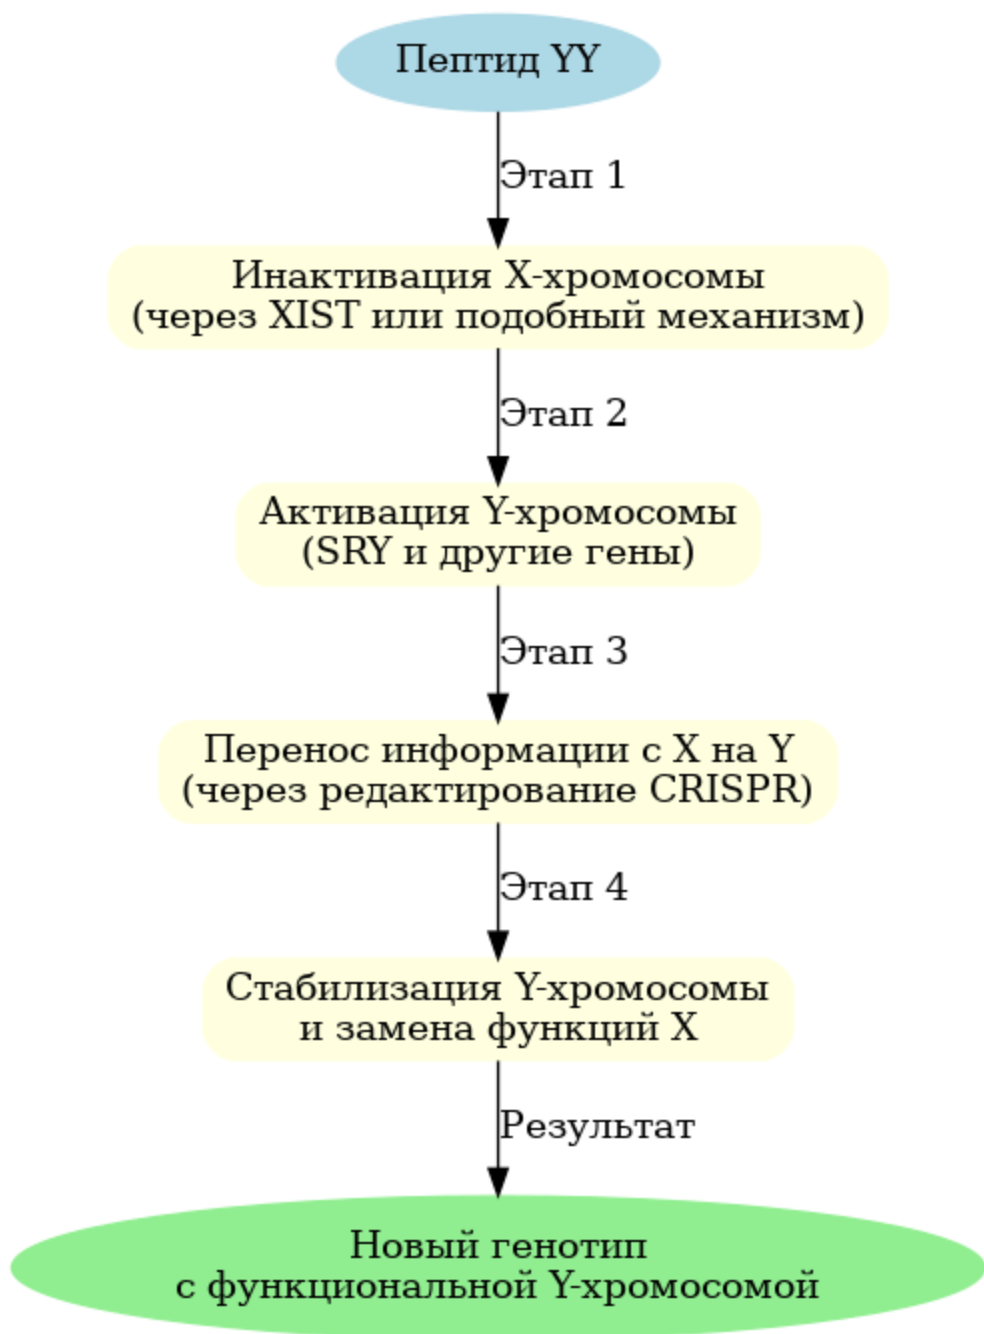 Пептид YY
Этап 1
Инактивация X-хромосомы
(через XIST или подобный механизм)
Этап 2
Активация Y-хромосомы
(SRY и другие гены)
Этап 3
Перенос информации с X на Y
(через редактирование CRISPR)
Этап 4
Стабилизация Y-хромосомы
и замена функций X
Результат
Новый генотип
с функциональной Y-хромосомой